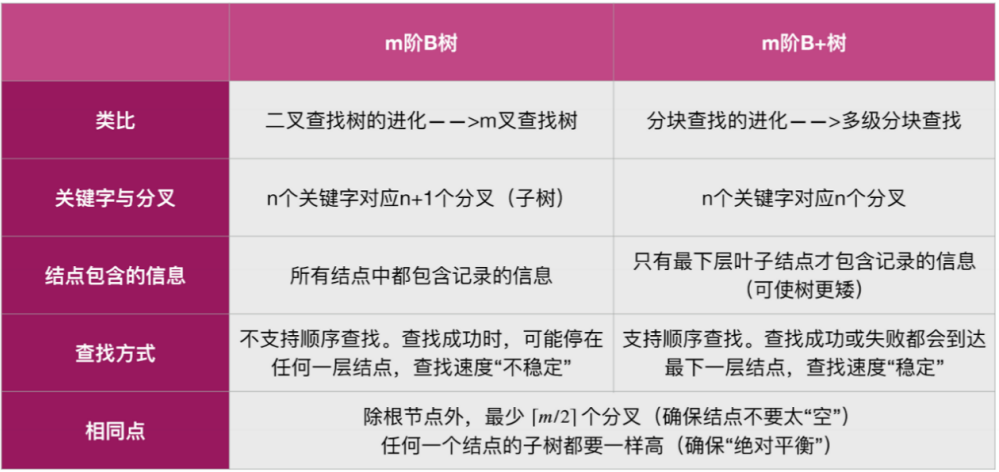 m阶B树
m阶B+树
类比
二叉查找树的进化——>m叉查找树
分块查找的进化——>多级分块查找
关键字与分叉
n个关键字对应n+1个分叉（子树）
n个关键字对应n个分叉
结点包含的信息
所有结点中都包含记录的信息
只有最下层叶子结点才包含记录的信息
（可使树更矮）
查找方式
不支持顺序查找。查找成功时，可能停在
任何一层结点，查找速度“不稳定”
支持顺序查找。查找成功或失败都会到达
最下一层结点，查找速度“稳定”
相同点
除根节点外，最少 ⌈m/2⌉ 个分叉（确保结点不要太“空”）
任何一个结点的子树都要一样高（确保“绝对平衡”）